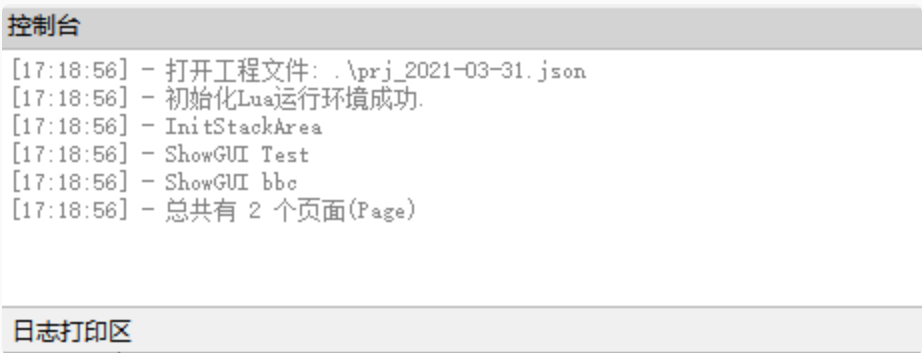 控制台
[17:18:56] - 打开工程文件: .\prj_2021-03-31.json
[17:18:56] - 初始化Lua运行环境成功.
[17:18:56] - InitStackArea
[17:18:56] - ShowGUI Test
[17:18:56] - ShowGUI bbc
[17:18:56] - 总共有 2 个页面(Page)
日志打印区